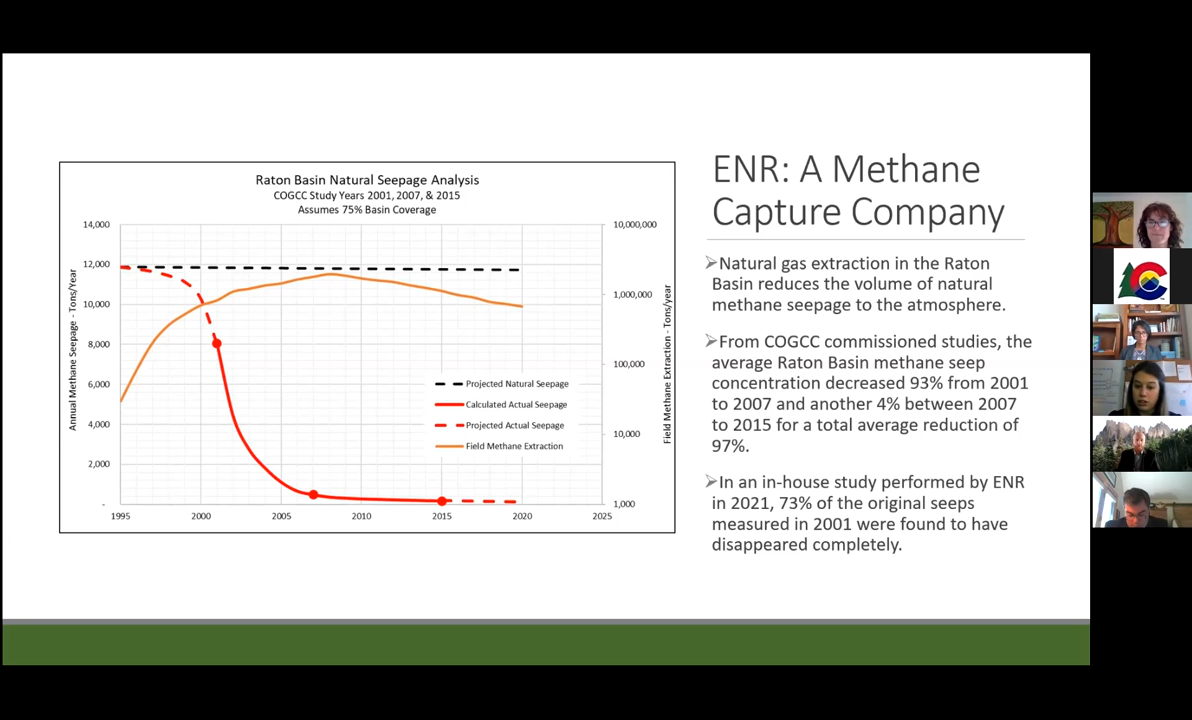 Raton Basin Natural Seepage Analysis
COGCC Study Years 2001, 2007, & 2015
Assumes 75% Basin Coverage
14,000
12,000
10,000
8,000
6,000
4,000
2,000
-
Annual Methane Seepage - Tons/Year
10,000,000
1,000,000
100,000
10,000
1,000
Field Methane Extraction - Tons/year
Projected Natural Seepage
Calculated Actual Seepage
Projected Actual Seepage
Field Methane Extraction
1995 2000 2005 2010 2015 2020 2025
ENR: A Methane
Capture Company
➢Natural gas extraction in the Raton
Basin reduces the volume of natural
methane seepage to the atmosphere.
➢From COGCC commissioned studies, the
average Raton Basin methane seep
concentration decreased 93% from 2001
to 2007 and another 4% between 2007
to 2015 for a total average reduction of
97%.
➢In an in-house study performed by ENR
in 2021, 73% of the original seeps
measured in 2001 were found to have
disappeared completely.